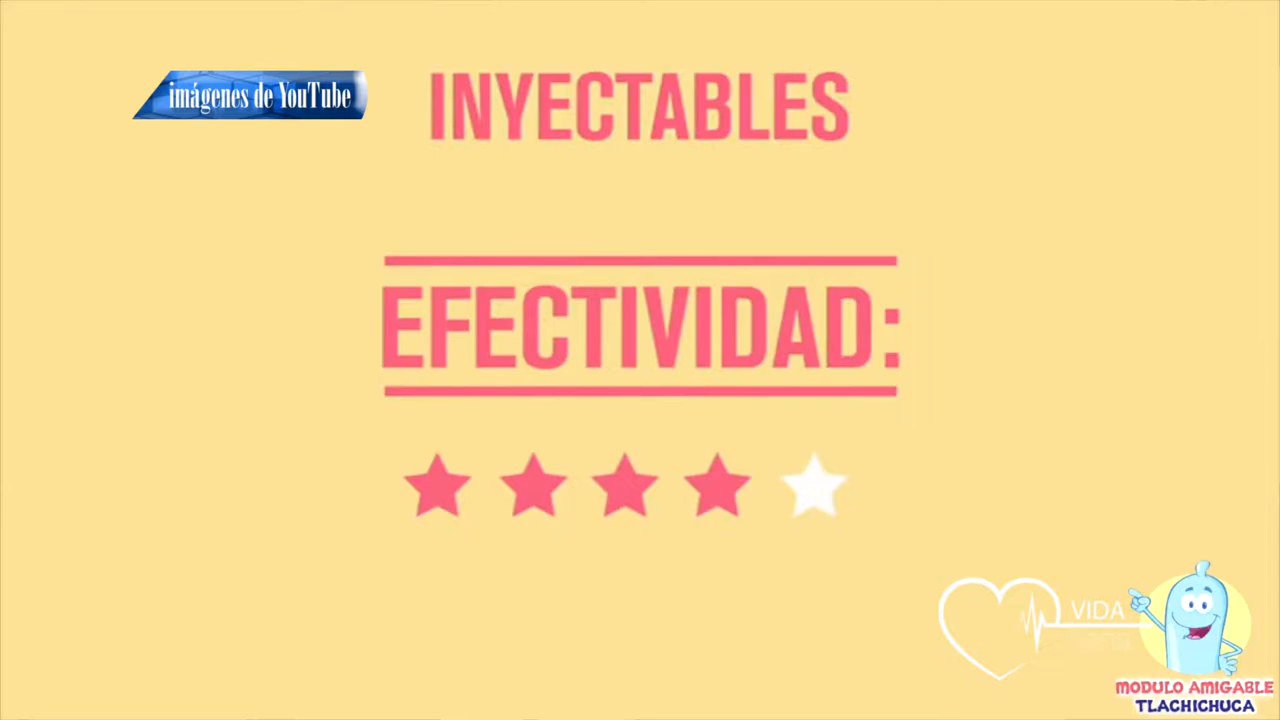 imágenes de YouTube
INYECTABLES
EFECTIVIDAD:
VIDA
MODULO AMIGABLE
TLACHICHUCA